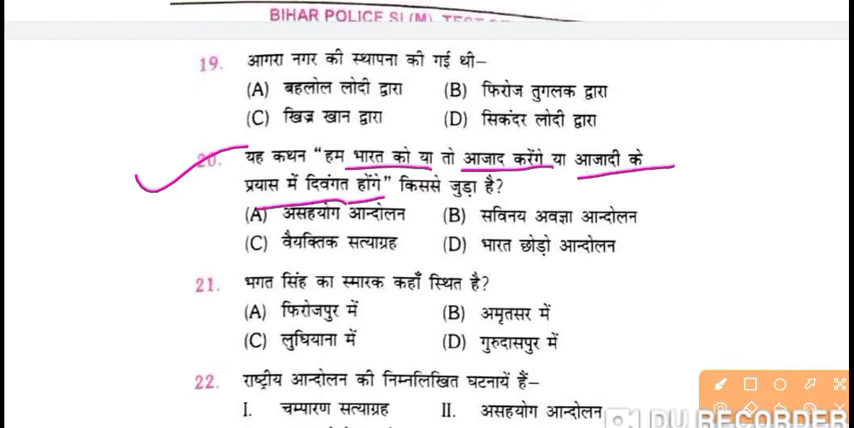 BIHAR POLICE SI (M)
19. आगरा नगर की स्थापना की गई थी–
(A) बहलोल लोदी द्वारा (B) फिरोज तुगलक द्वारा
(C) खिज्र खान द्वारा (D) सिकंदर लोदी द्वारा
20. यह कथन “हम भारत को या तो आजाद करेंगे या आजादी के
प्रयास में दिवंगत होंगे” किससे जुड़ा है?
(A) असहयोग आन्दोलन (B) सविनय अवज्ञा आन्दोलन
(C) वैयक्तिक सत्याग्रह (D) भारत छोड़ो आन्दोलन
21. भगत सिंह का स्मारक कहाँ स्थित है?
(A) फिरोजपुर में (B) अमृतसर में
(C) लुधियाना में (D) गुरुदासपुर में
22. राष्ट्रीय आन्दोलन की निम्नलिखित घटनायें हैं–
I. चम्पारण सत्याग्रह II. असहयोग आन्दोलन
DU RECORDER